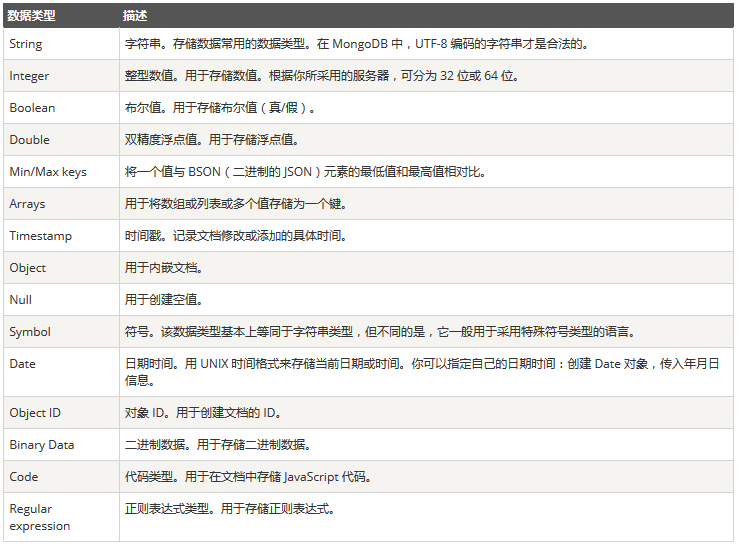 数据类型 描述
String 字符串。存储数据常用的数据类型。在 MongoDB 中，UTF-8 编码的字符串才是合法的。
Integer 整型数值。用于存储数值。根据你所采用的服务器，可分为 32 位或 64 位。
Boolean 布尔值。用于存储布尔值（真/假）。
Double 双精度浮点值。用于存储浮点值。
Min/Max keys 将一个值与 BSON（二进制的 JSON）元素的最低值和最高值相对比。
Arrays 用于将数组或列表或多个值存储为一个键。
Timestamp 时间戳。记录文档修改或添加的具体时间。
Object 用于内嵌文档。
Null 用于创建空值。
Symbol 符号。该数据类型基本上等同于字符串类型，但不同的是，它一般用于采用特殊符号类型的语言。
Date 日期时间。用 UNIX 时间格式来存储当前日期或时间。你可以指定自己的日期时间：创建 Date 对象，传入年月日
信息。
Object ID 对象 ID。用于创建文档的 ID。
Binary Data 二进制数据。用于存储二进制数据。
Code 代码类型。用于在文档中存储 JavaScript 代码。
Regular 正则表达式类型。用于存储正则表达式。
expression